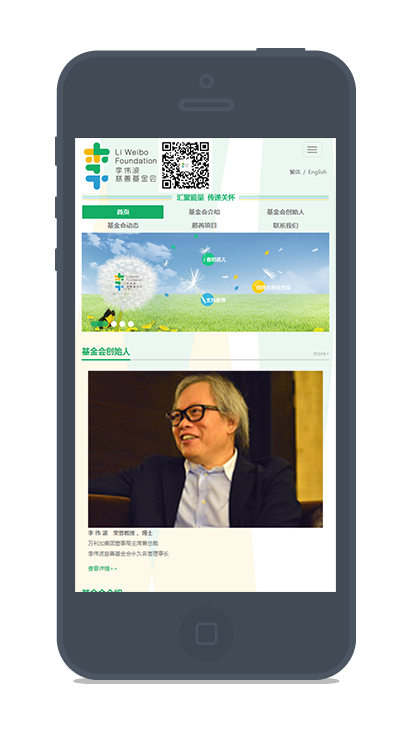 Li Weibo
Foundation
李伟波
慈善基金会
繁体 / English
汇聚能量 传递关怀
首页
基金会介绍
基金会创始人
基金会动态
慈善项目
联系我们
基金会创始人
more+
李 伟 波 荣誉教授、博士
万利加集团董事局主席兼总裁
李伟波慈善基金会永久名誉理事长
查看详情>>
基金会介绍